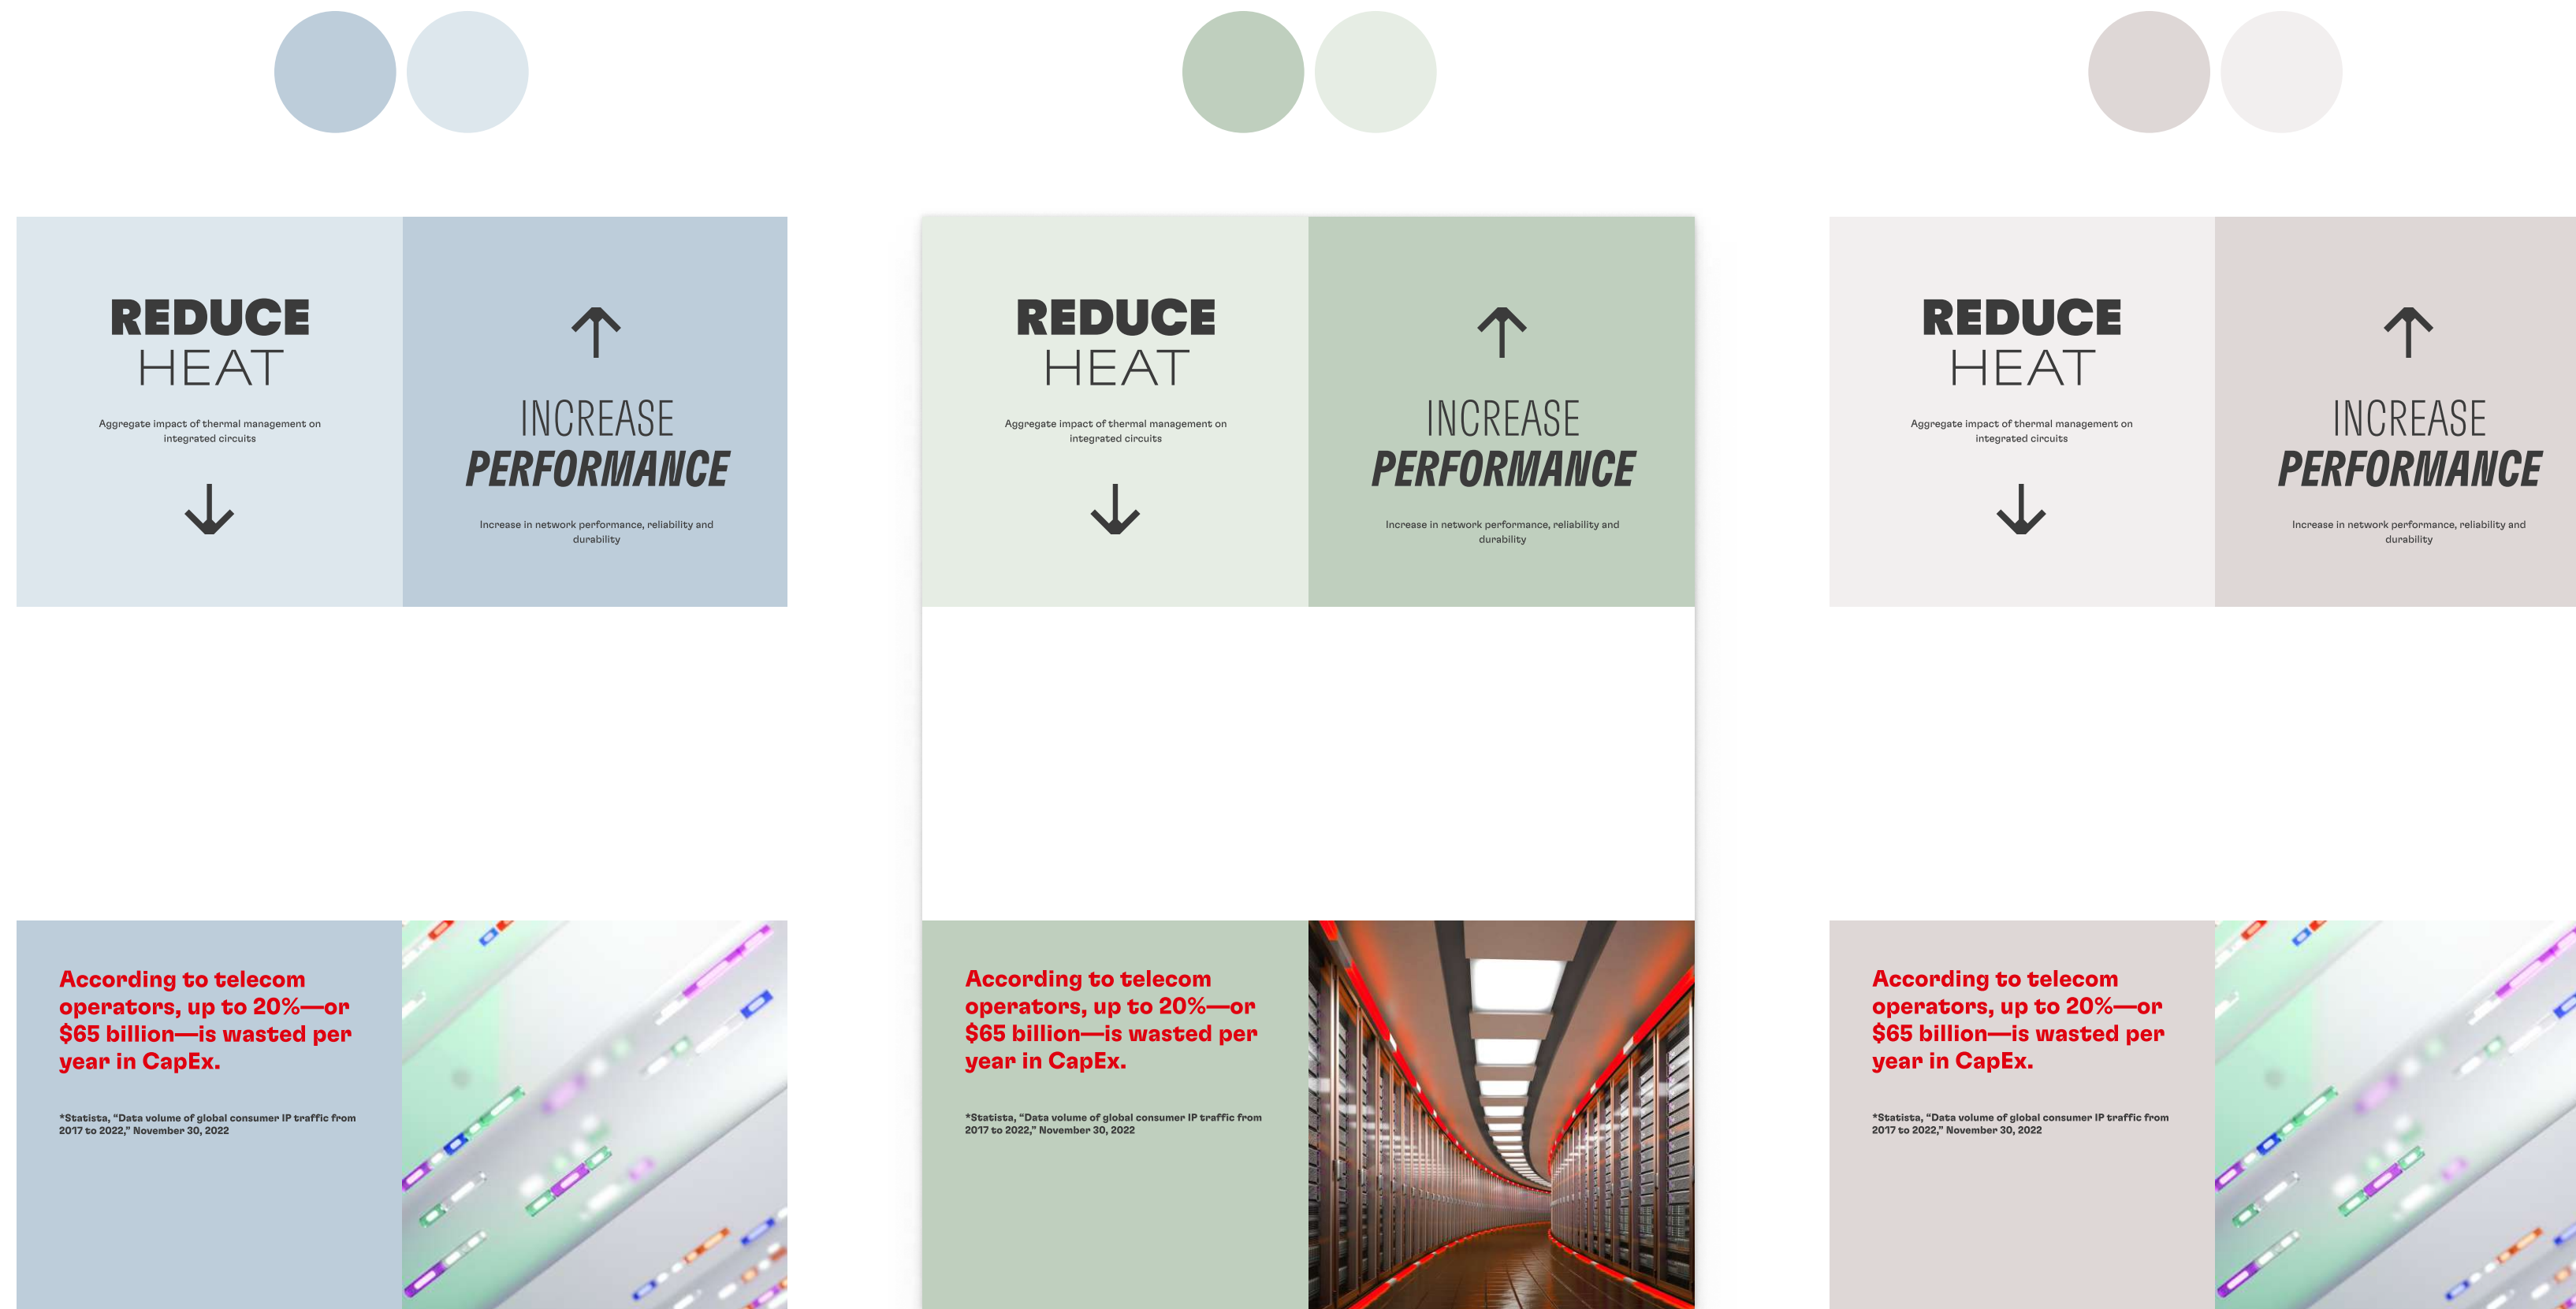 REDUCE
HEAT
Aggregate impact of thermal management on
integrated circuits
INCREASE
PERFORMANCE
Increase in network performance, reliability and
durability
REDUCE
HEAT
Aggregate impact of thermal management on
integrated circuits
INCREASE
PERFORMANCE
Increase in network performance, reliability and
durability
REDUCE
HEAT
Aggregate impact of thermal management on
integrated circuits
INCREASE
PERFORMANCE
Increase in network performance, reliability and
durability
According to telecom
operators, up to 20%—or
$65 billion—is wasted per
year in CapEx.
*Statista, “Data volume of global consumer IP traffic from
2017 to 2022,” November 30, 2022
According to telecom
operators, up to 20%—or
$65 billion—is wasted per
year in CapEx.
*Statista, “Data volume of global consumer IP traffic from
2017 to 2022,” November 30, 2022
According to telecom
operators, up to 20%—or
$65 billion—is wasted per
year in CapEx.
*Statista, “Data volume of global consumer IP traffic from
2017 to 2022,” November 30, 2022